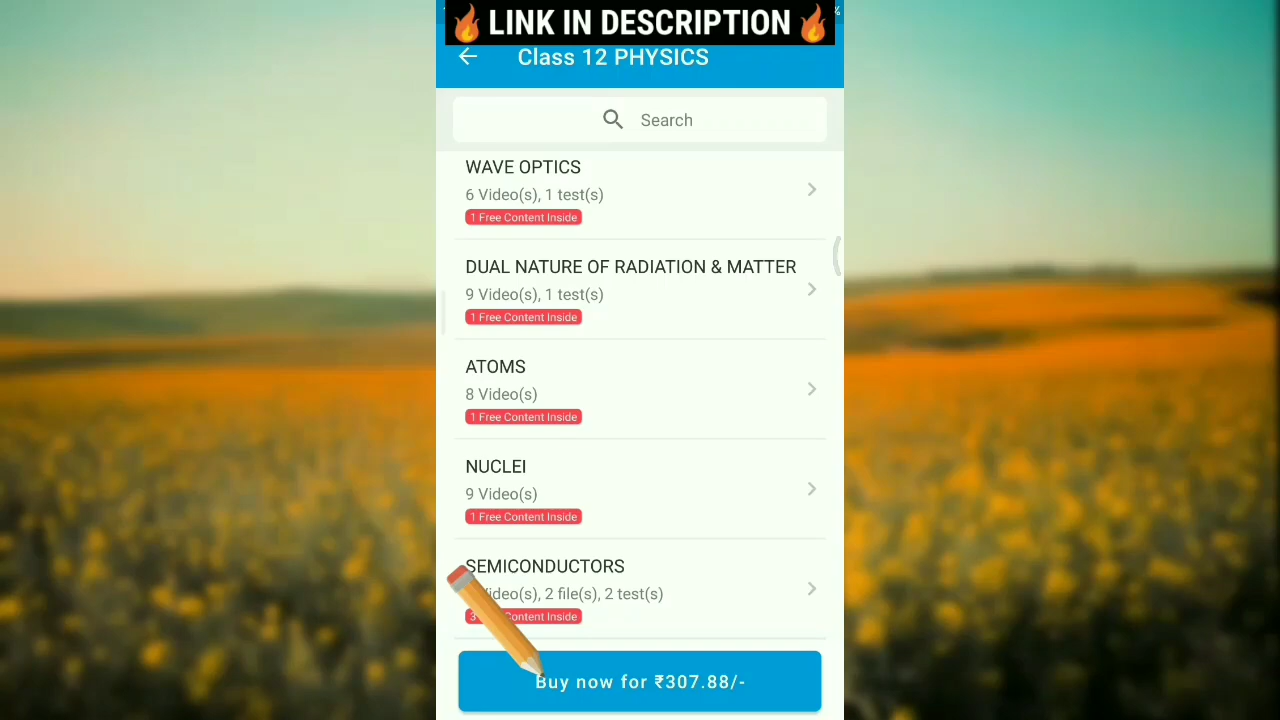 🔥 LINK IN DESCRIPTION 🔥
%
Class 12 PHYSICS
Search
WAVE OPTICS
6 Video(s), 1 test(s)
1 Free Content Inside
DUAL NATURE OF RADIATION & MATTER
9 Video(s), 1 test(s)
1 Free Content Inside
ATOMS
8 Video(s)
1 Free Content Inside
NUCLEI
9 Video(s)
1 Free Content Inside
SEMICONDUCTORS
2 file(s), 2 test(s)
3 Content Inside
Buy now for ₹307.88/-